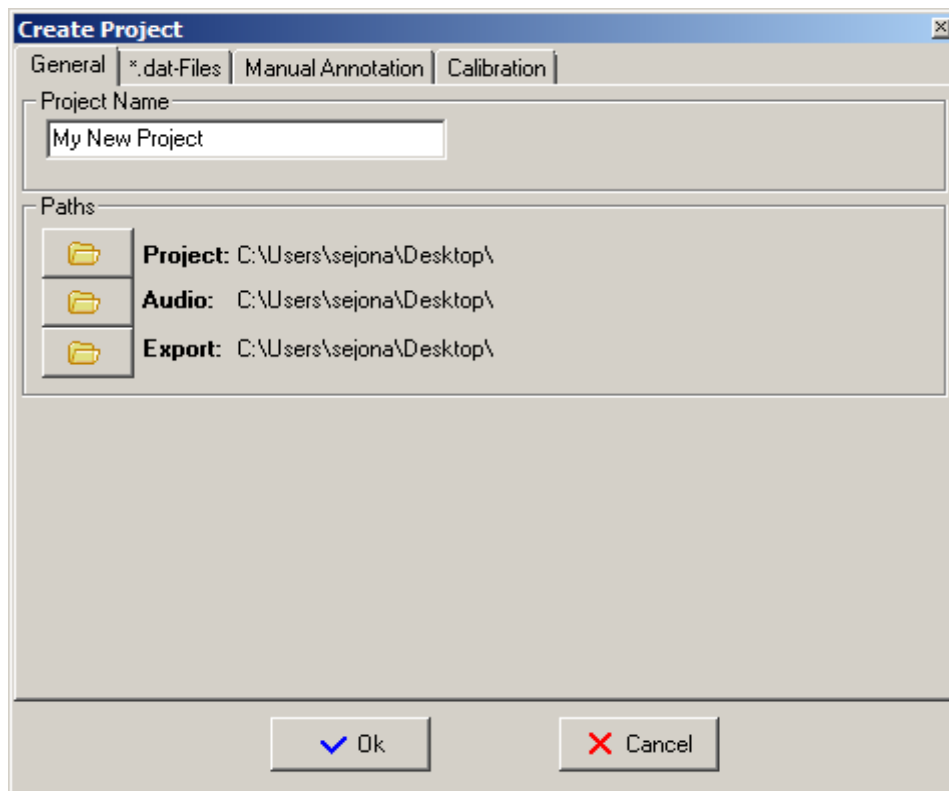 Create Project
General *.dat-Files Manual Annotation Calibration
Project Name
My New Project
Paths
Project: C:\Users\sejona\Desktop\
Audio: C:\Users\sejona\Desktop\
Export: C:\Users\sejona\Desktop\
Ok Cancel